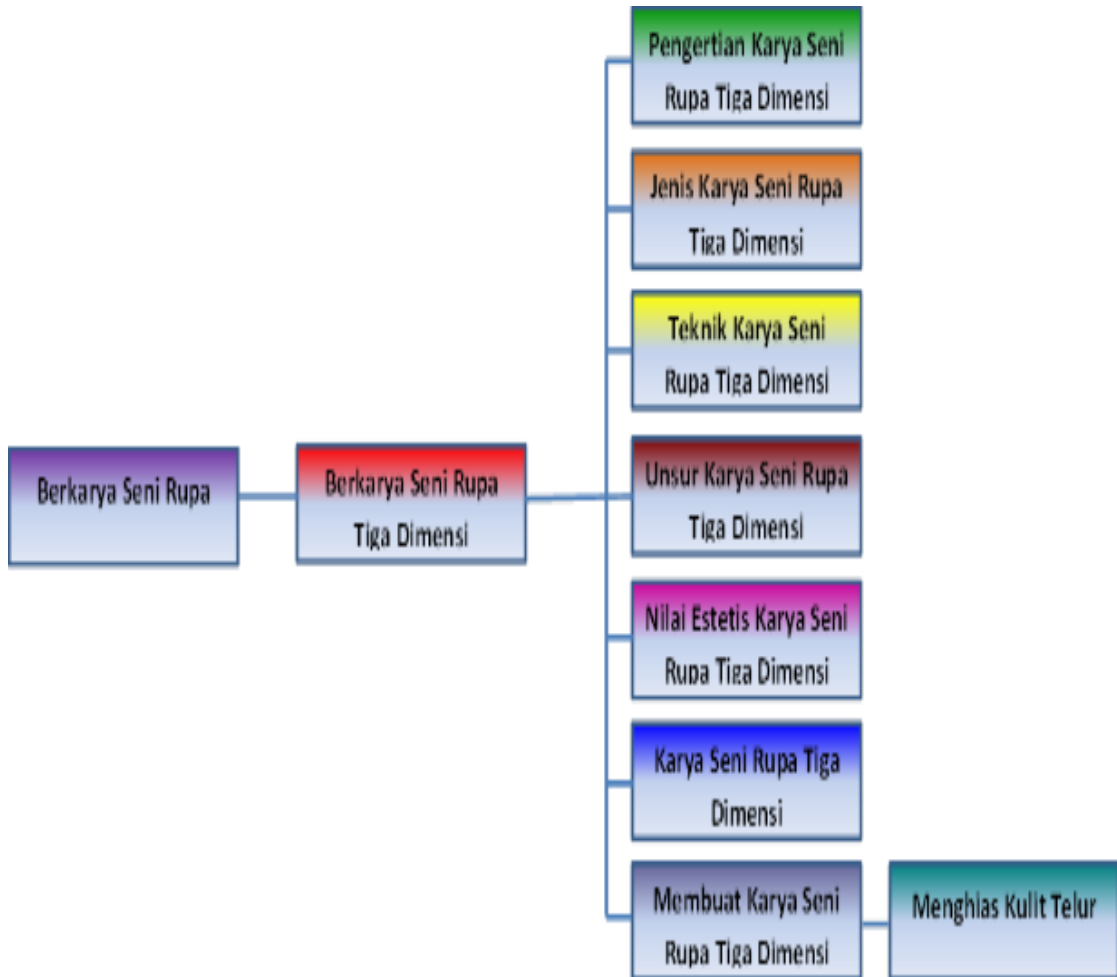 Berkarya Seni Rupa
Berkarya Seni Rupa
Tiga Dimensi
Pengertian Karya Seni
Rupa Tiga Dimensi
Jenis Karya Seni Rupa
Tiga Dimensi
Teknik Karya Seni
Rupa Tiga Dimensi
Unsur Karya Seni Rupa
Tiga Dimensi
Nilai Estetis Karya Seni
Rupa Tiga Dimensi
Karya Seni Rupa Tiga
Dimensi
Membuat Karya Seni
Rupa Tiga Dimensi
Menghias Kulit Telur